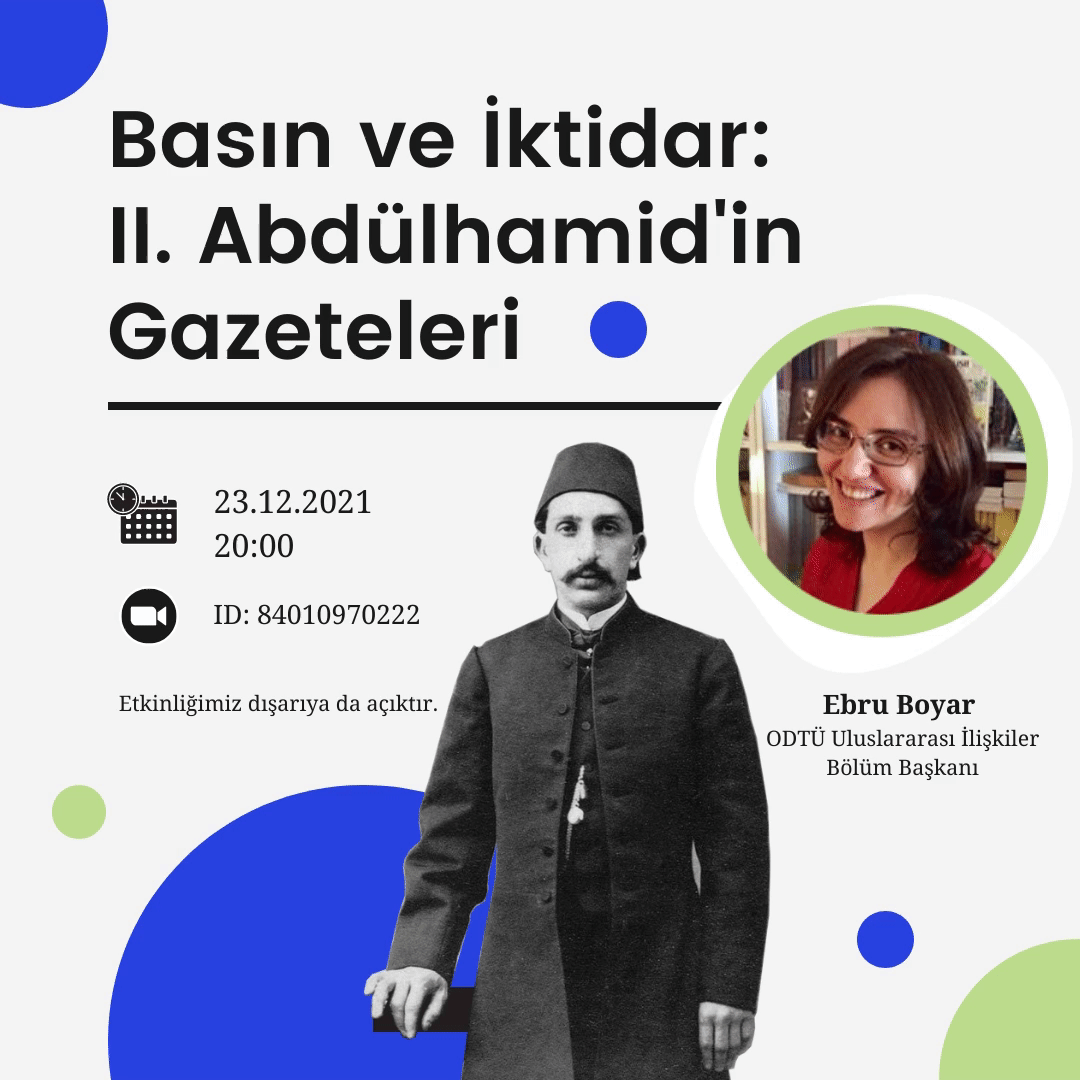 Basın ve İktidar:
II. Abdülhamid'in
Gazeteleri
23.12.2021
20:00
ID: 84010970222
Etkinliğimiz dışarıya da açıktır.
Ebru Boyar
ODTÜ Uluslararası İlişkiler
Bölüm Başkanı